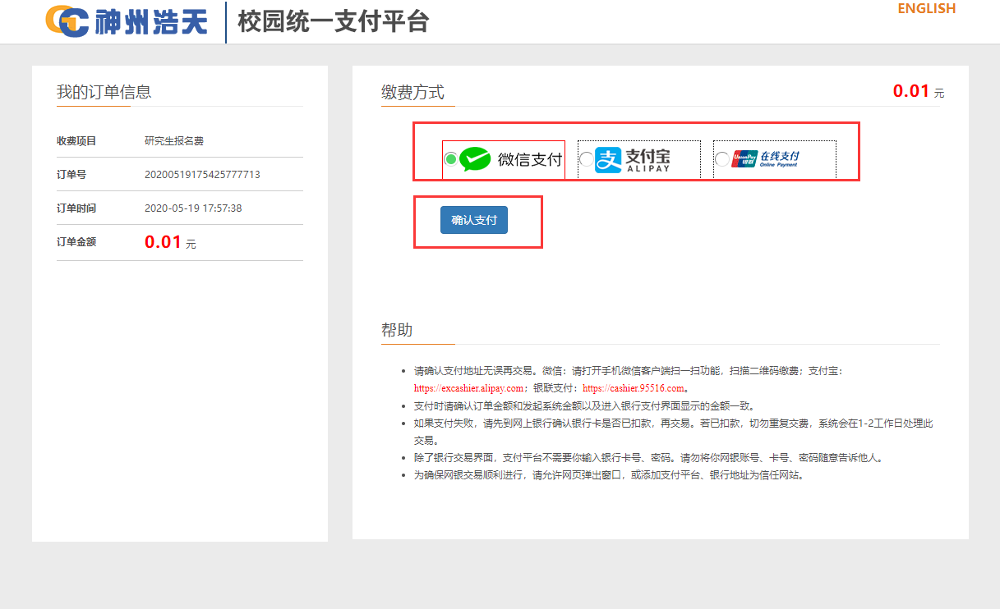 神州浩天
校园统一支付平台
ENGLISH
我的订单信息
收费项目 研究生报名费
订单号 20200519175425777713
订单时间 2020-05-19 17:57:38
订单金额 0.01 元
缴费方式 0.01 元
微信支付 支付宝 ALIPAY UnionPay 银联 在线支付 Online Payment
确认支付
帮助
请确认支付地址无误再交易。微信：请打开手机微信客户端扫一扫功能，扫描二维码缴费；支付宝：
https://excashier.alipay.com；银联支付：https://cashier.95516.com。
支付时请确认订单金额和发起系统金额以及进入银行支付界面显示的金额一致。
如果支付失败，请先到网上银行确认银行卡是否已扣款，再交易。若已扣款，切勿重复交费，系统会在1-2工作日处理此
交易。
除了银行交易界面，支付平台不需要你输入银行卡号、密码。请勿将你网银账号、卡号、密码随意告诉他人。
为确保网银交易顺利进行，请允许网页弹出窗口，或添加支付平台、银行地址为信任网站。